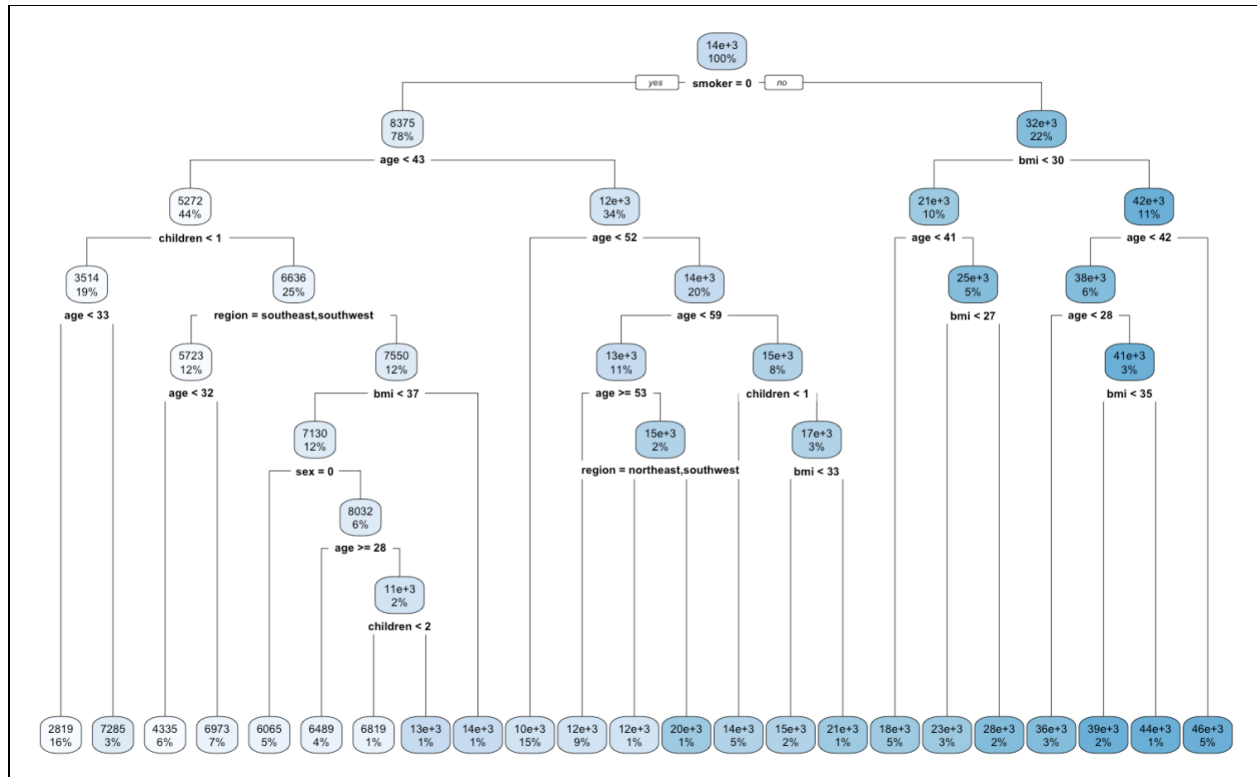 14e+3
100%
yes smoker = 0 no
8375
78%
32e+3
22%
age < 43
bmi < 30
5272
44%
12e+3
34%
21e+3
10%
42e+3
11%
children < 1
age < 52
age < 41
age < 42
3514
19%
6636
25%
14e+3
20%
25e+3
5%
38e+3
6%
age < 33
region = southeast,southwest
age < 59
bmi < 27
age < 28
5723
12%
7550
12%
13e+3
11%
15e+3
8%
41e+3
3%
age < 32
bmi < 37
age >= 53
children < 1
bmi < 35
7130
12%
15e+3
2%
17e+3
3%
sex = 0
region = northeast,southwest
bmi < 33
8032
6%
age >= 28
11e+3
2%
children < 2
2819
16%
7285
3%
4335
6%
6973
7%
6065
5%
6489
4%
6819
1%
13e+3
1%
14e+3
1%
10e+3
15%
12e+3
9%
12e+3
1%
20e+3
1%
14e+3
5%
15e+3
2%
21e+3
1%
18e+3
5%
23e+3
3%
28e+3
2%
36e+3
3%
39e+3
2%
44e+3
1%
46e+3
5%